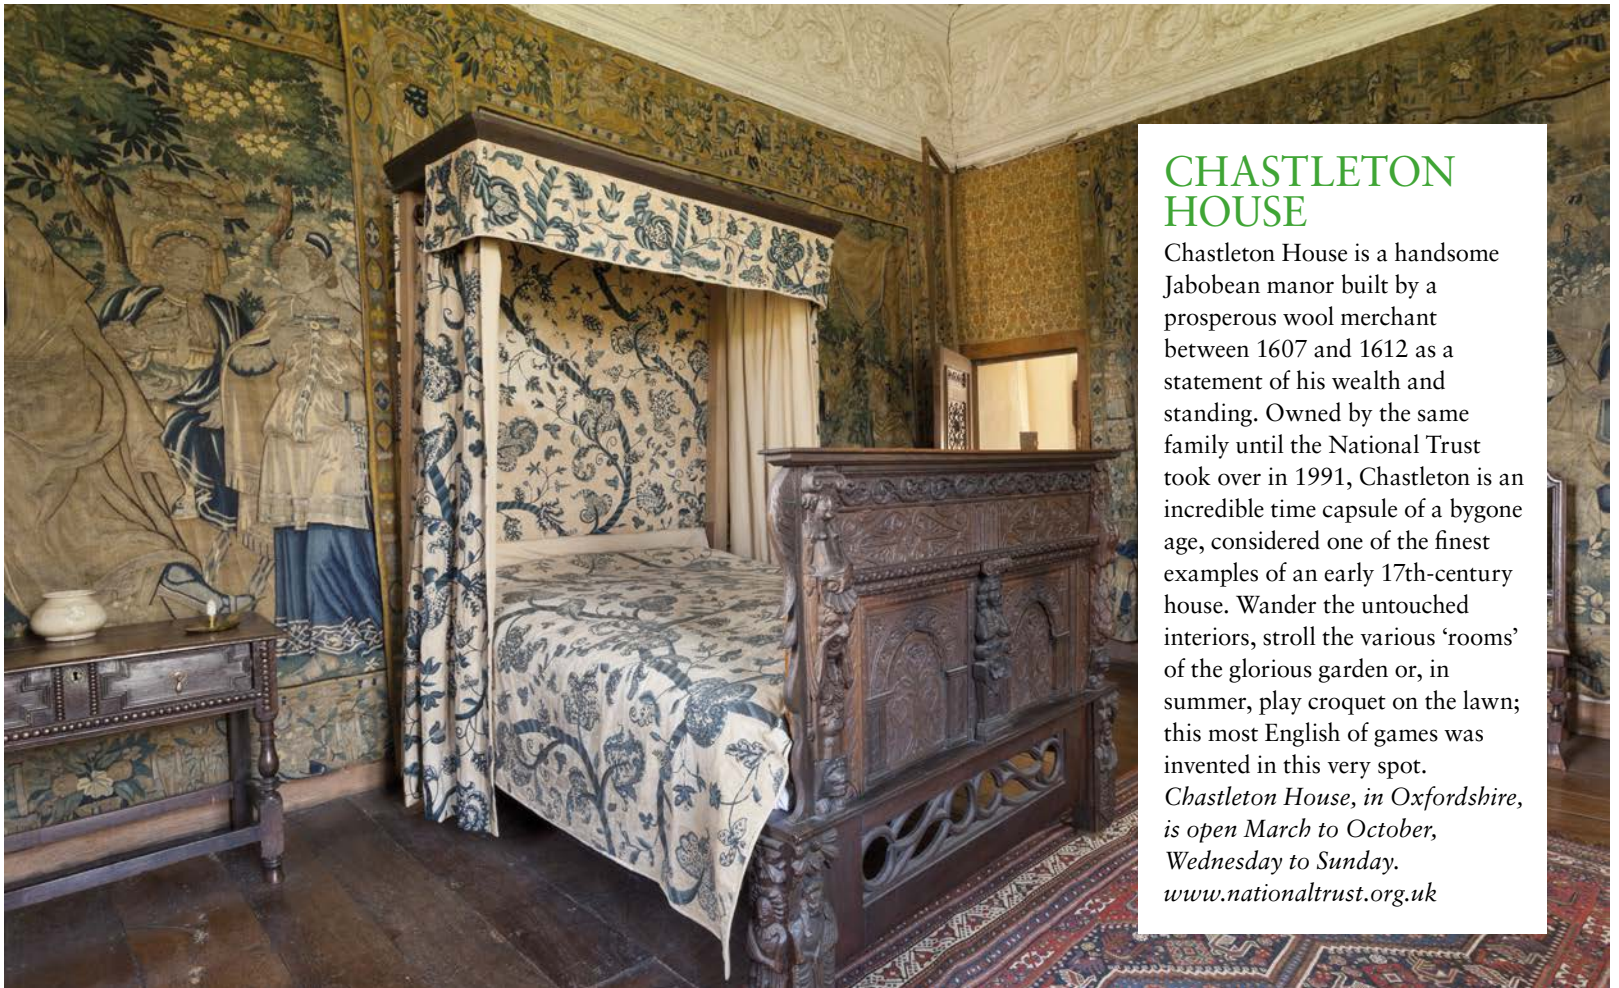 CHASTLETON
HOUSE
Chastleton House is a handsome
Jabobean manor built by a
prosperous wool merchant
between 1607 and 1612 as a
statement of his wealth and
standing. Owned by the same
family until the National Trust
took over in 1991, Chastleton is an
incredible time capsule of a bygone
age, considered one of the finest
examples of an early 17th-century
house. Wander the untouched
interiors, stroll the various ‘rooms’
of the glorious garden or, in
summer, play croquet on the lawn;
this most English of games was
invented in this very spot.
Chastleton House, in Oxfordshire,
is open March to October,
Wednesday to Sunday.
www.nationaltrust.org.uk